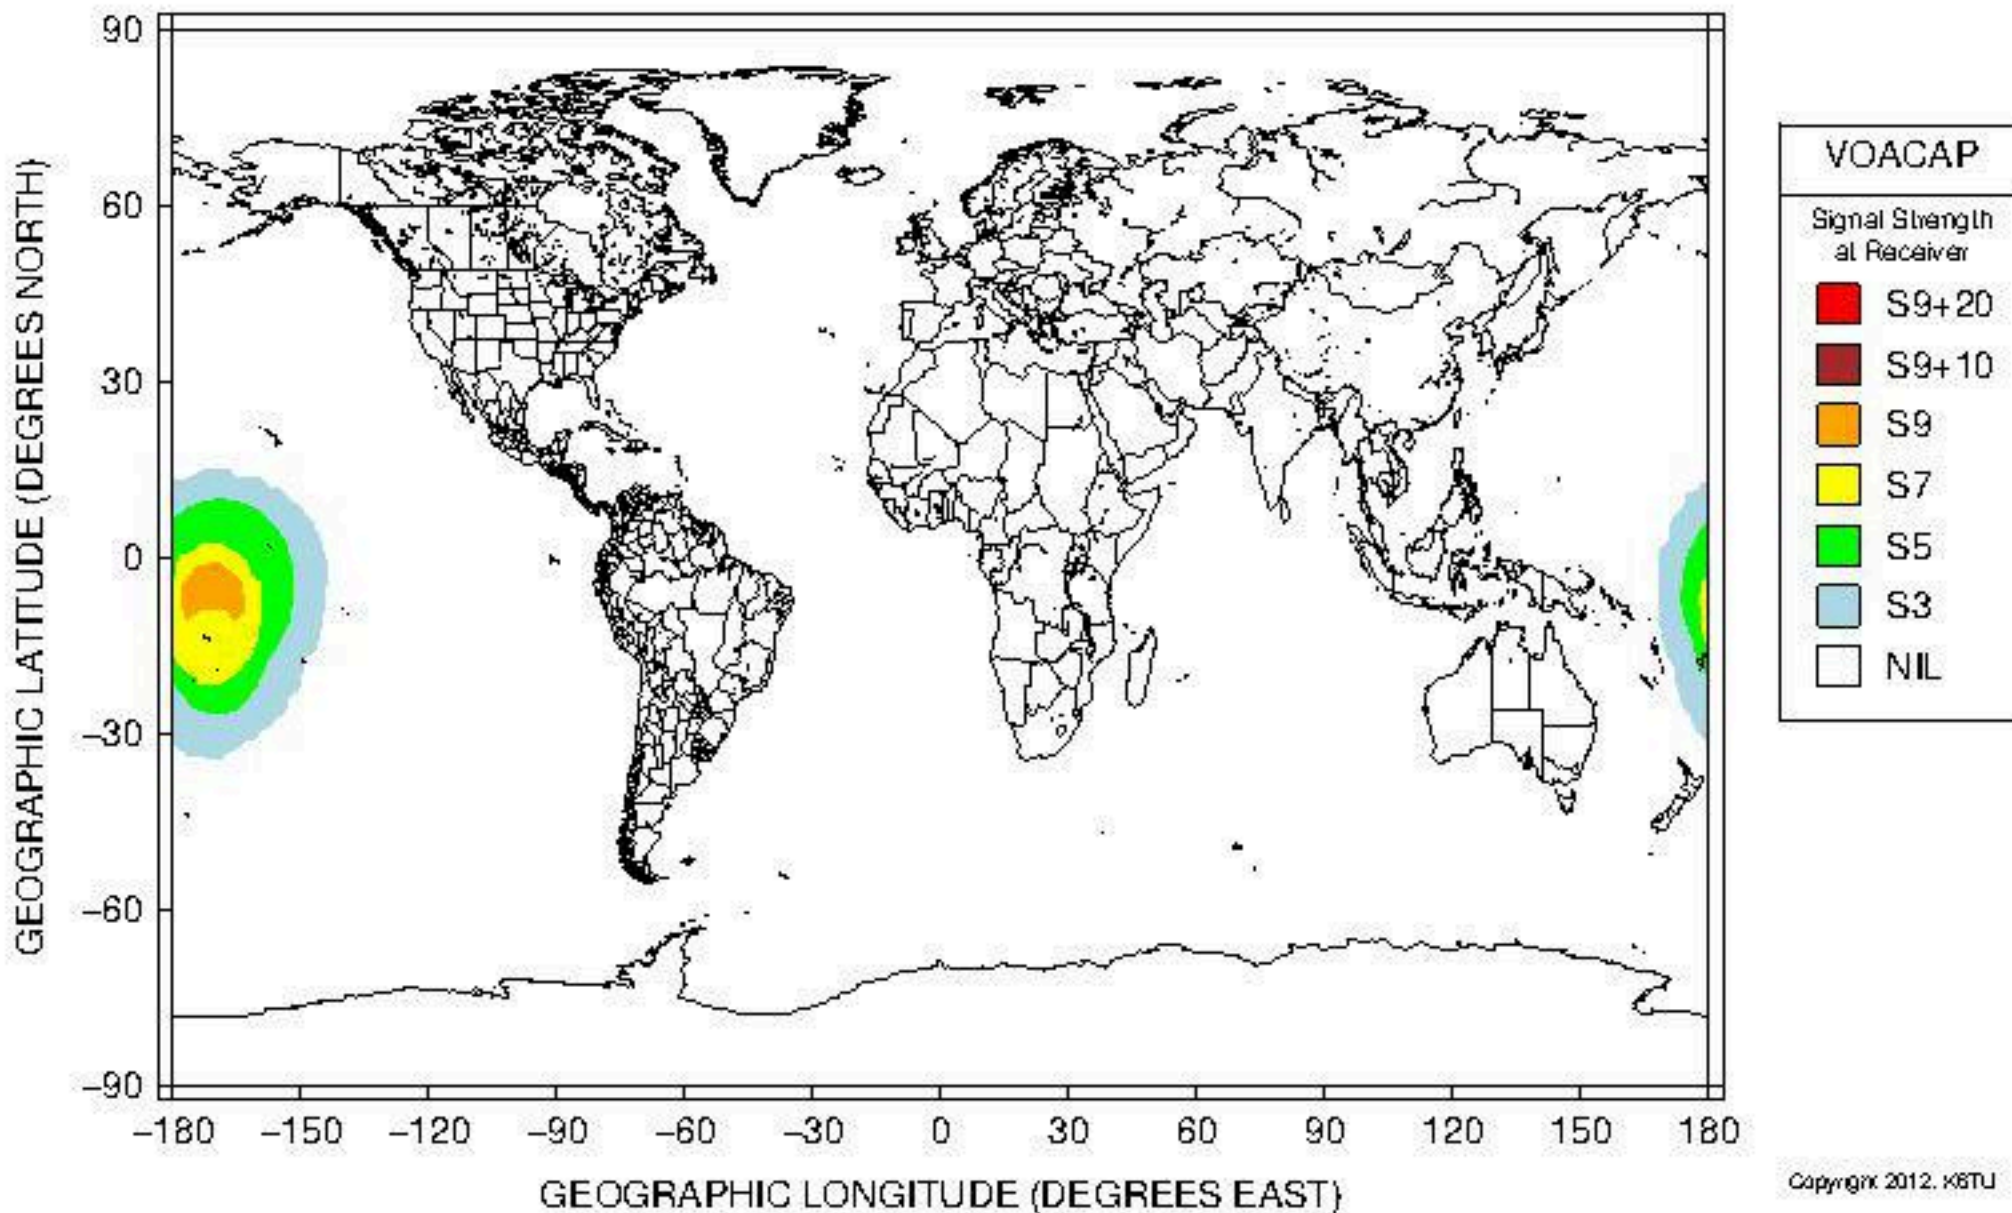 90
60
30
0
−30
−60
−90
GEOGRAPHIC LATITUDE (DEGREES NORTH)
−180 −150 −120 −90 −60 −30 0 30 60 90 120 150 180
GEOGRAPHIC LONGITUDE (DEGREES EAST)
VOACAP
Signal Strength
at Receiver
S9+20
S9+10
S9
S7
S5
S3
NIL
Copyright 2012, K6TU